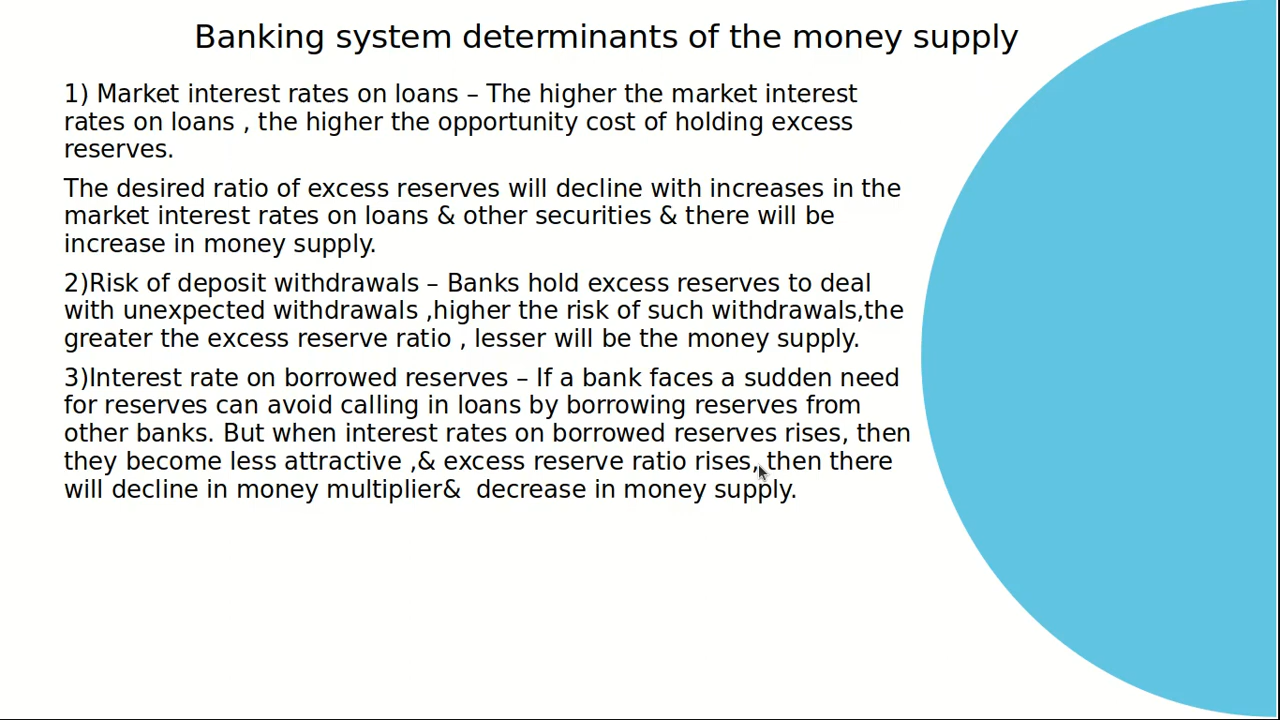 Banking system determinants of the money supply
1) Market interest rates on loans – The higher the market interest
rates on loans , the higher the opportunity cost of holding excess
reserves.
The desired ratio of excess reserves will decline with increases in the
market interest rates on loans & other securities & there will be
increase in money supply.
2)Risk of deposit withdrawals – Banks hold excess reserves to deal
with unexpected withdrawals ,higher the risk of such withdrawals,the
greater the excess reserve ratio , lesser will be the money supply.
3)Interest rate on borrowed reserves – If a bank faces a sudden need
for reserves can avoid calling in loans by borrowing reserves from
other banks. But when interest rates on borrowed reserves rises, then
they become less attractive ,& excess reserve ratio rises, then there
will decline in money multiplier&  decrease in money supply.